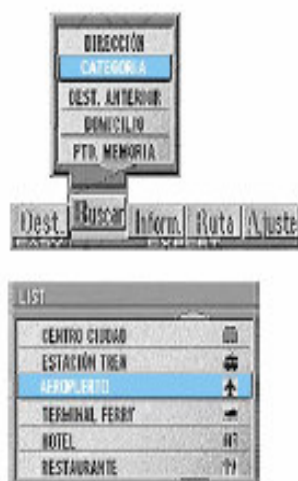 DIRECCIÓN
CATEGORIA
DEST. ANTERIOR
DOMICILIO
PTO. MEMORIA
Dest. Buscar Inform. Ruta Ajuste
LIST
CENTRO CIUDAD
ESTACIÓN TREN
AEROPUERTO
TERMINAL FERRY
HOTEL
RESTAURANTE